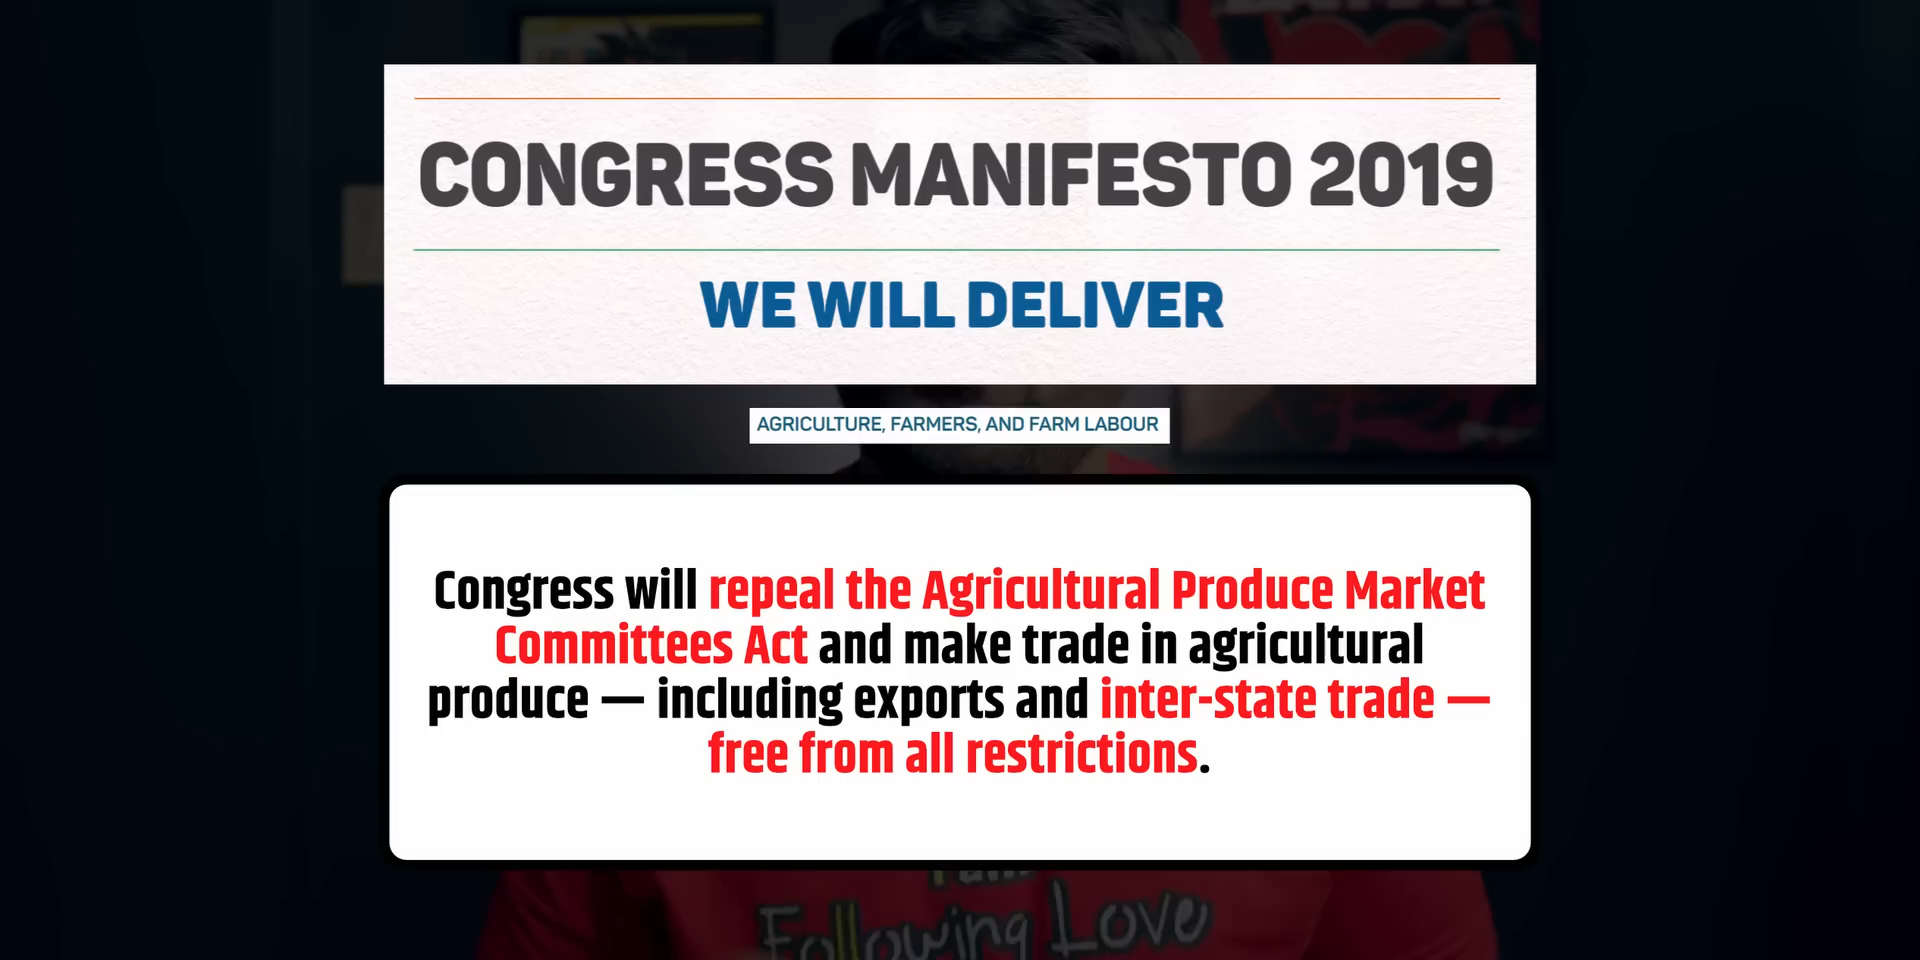 CONGRESS MANIFESTO 2019
WE WILL DELIVER
AGRICULTURE, FARMERS, AND FARM LABOUR
Congress will repeal the Agricultural Produce Market
Committees Act and make trade in agricultural
produce — including exports and inter-state trade —
free from all restrictions.
Following Love